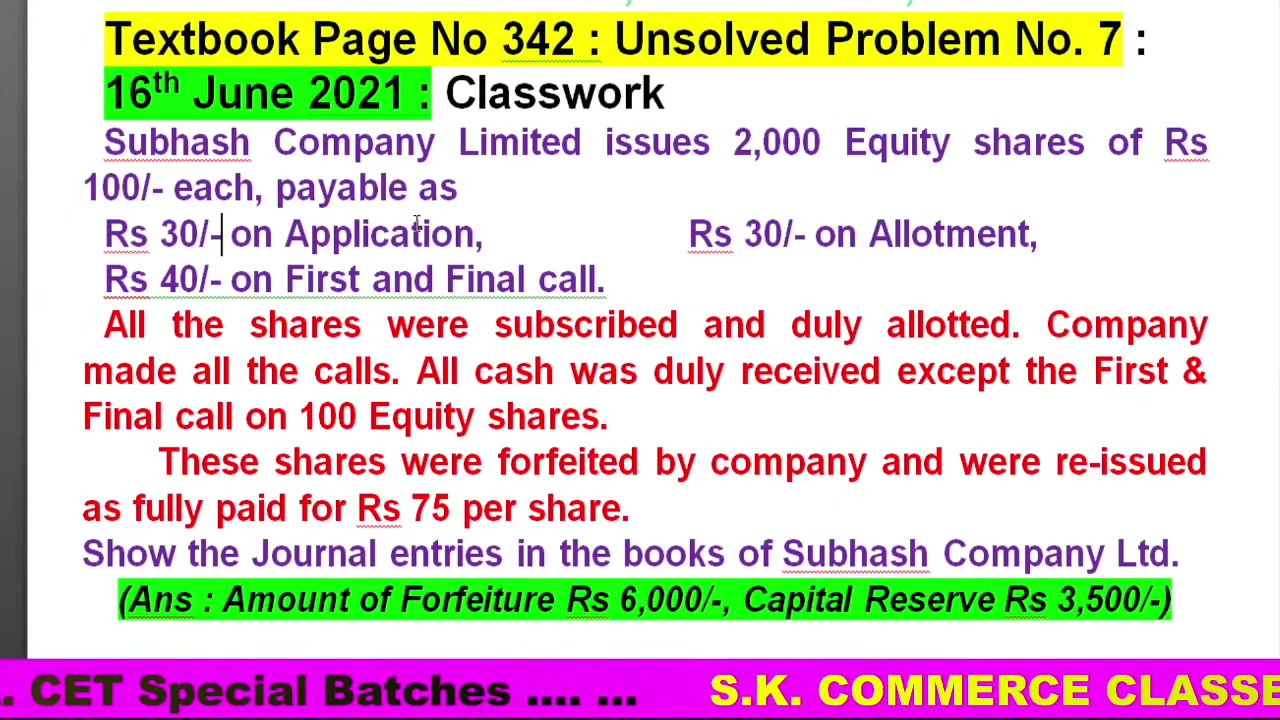 Textbook Page No 342 : Unsolved Problem No. 7 :
16th June 2021 : Classwork
Subhash Company Limited issues 2,000 Equity shares of Rs
100/- each, payable as
Rs 30/- on Application, Rs 30/- on Allotment,
Rs 40/- on First and Final call.
All the shares were subscribed and duly allotted. Company
made all the calls. All cash was duly received except the First &
Final call on 100 Equity shares.
These shares were forfeited by company and were re-issued
as fully paid for Rs 75 per share.
Show the Journal entries in the books of Subhash Company Ltd.
(Ans : Amount of Forfeiture Rs 6,000/-, Capital Reserve Rs 3,500/-)
. CET Special Batches .... ... S.K. COMMERCE CLASSE